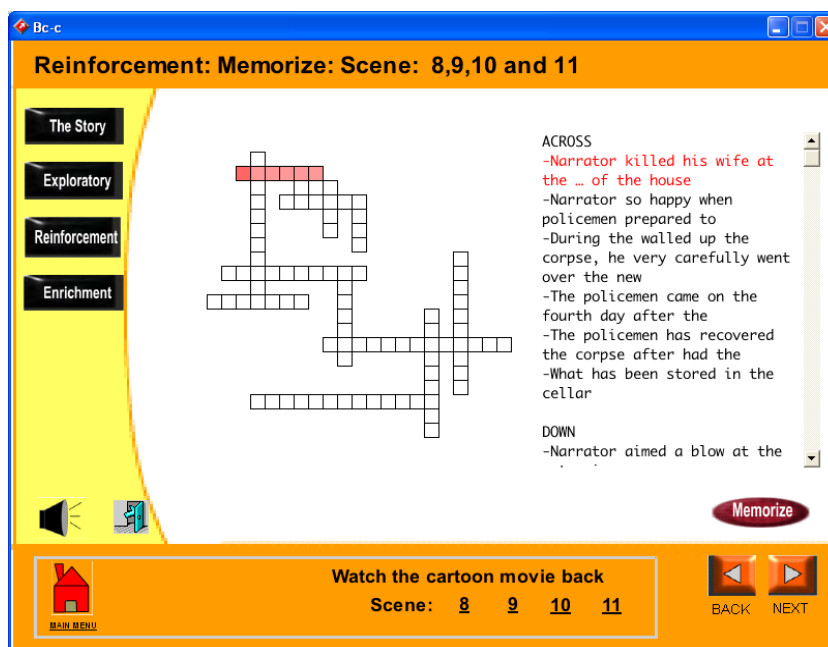 Bc-c
Reinforcement: Memorize: Scene: 8,9,10 and 11
The Story
Exploratory
Reinforcement
Enrichment
ACROSS
-Narrator killed his wife at
the … of the house
-Narrator so happy when
policemen prepared to
-During the walled up the
corpse, he very carefully went
over the new
-The policemen came on the
fourth day after the
-The policemen has recovered
the corpse after had the
-What has been stored in the
cellar
DOWN
-Narrator aimed a blow at the
Memorize
Watch the cartoon movie back
Scene: 8 9 10 11
MAIN MENU
BACK NEXT